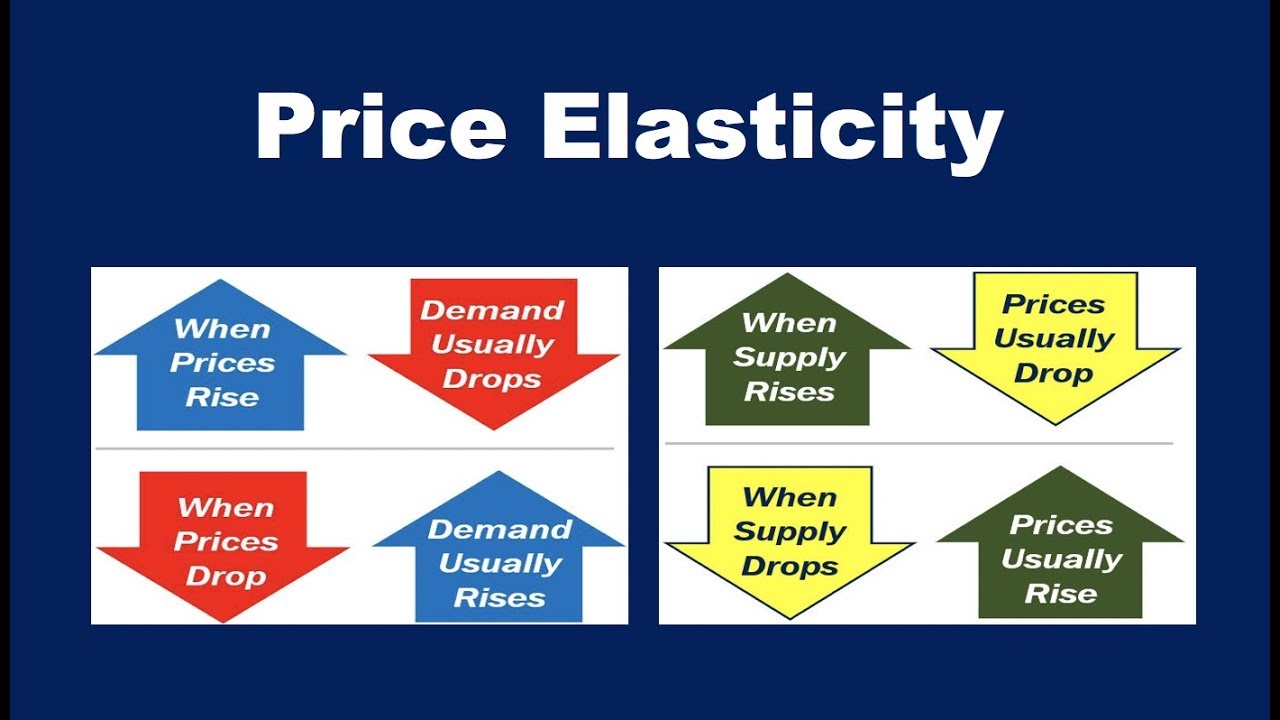 Price Elasticity
When
Prices
Rise
Demand
Usually
Drops
When
Prices
Drop
Demand
Usually
Rises
When
Supply
Rises
Prices
Usually
Drop
When
Supply
Drops
Prices
Usually
Rise